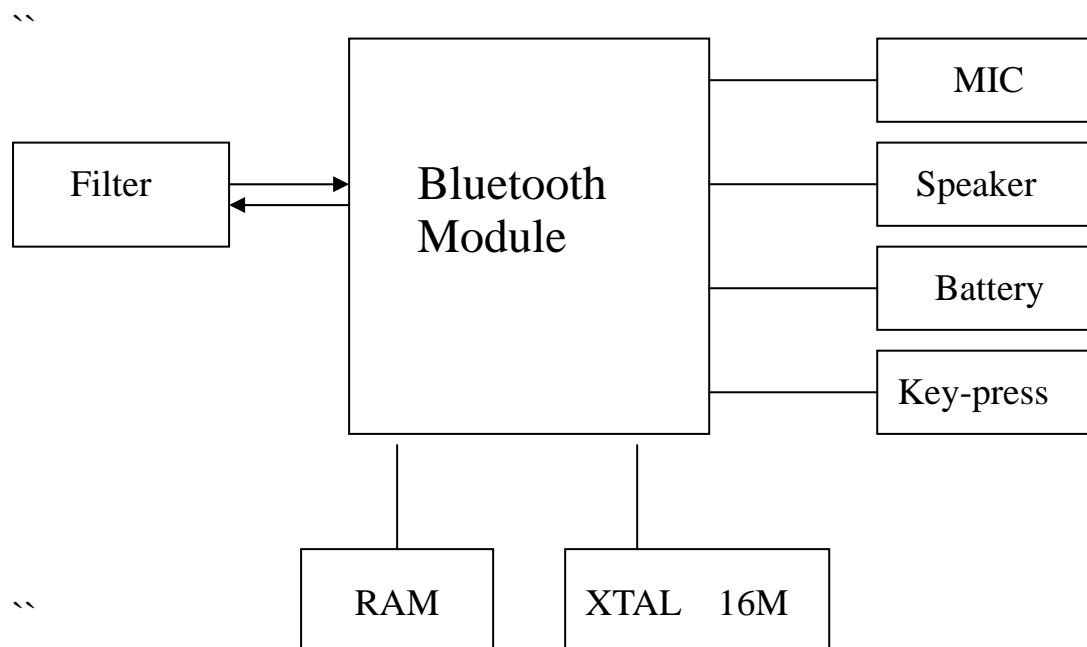 ``
MIC
Filter
Bluetooth
Module
Speaker
Battery
Key-press
RAM
XTAL 16M
``